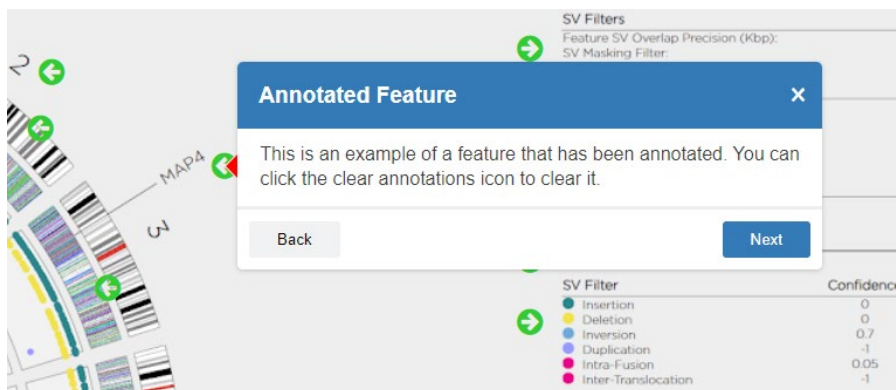 SV Filters
Feature SV Overlap Precision (Kbp):
SV Masking Filter:
2
Annotated Feature
×
MAP4
This is an example of a feature that has been annotated. You can
click the clear annotations icon to clear it.
3
Back
Next
SV Filter Confidence
Insertion 0
Deletion 0
Inversion 0.7
Duplication -1
Intra-Fusion 0.05
Inter-Translocation -1